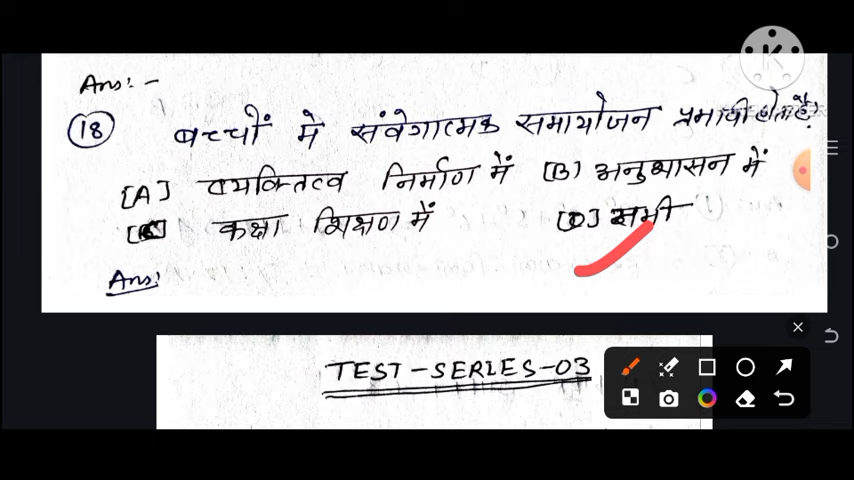 Ans: -
(18) बच्चों मे संवेगात्मक समायोजन प्रभावी होता है?
[A] व्यक्तित्व निर्माण में (B) अनुशासन में
[C] कक्षा शिक्षण में [D] सभी
Ans:
TEST-SERIES-03
K